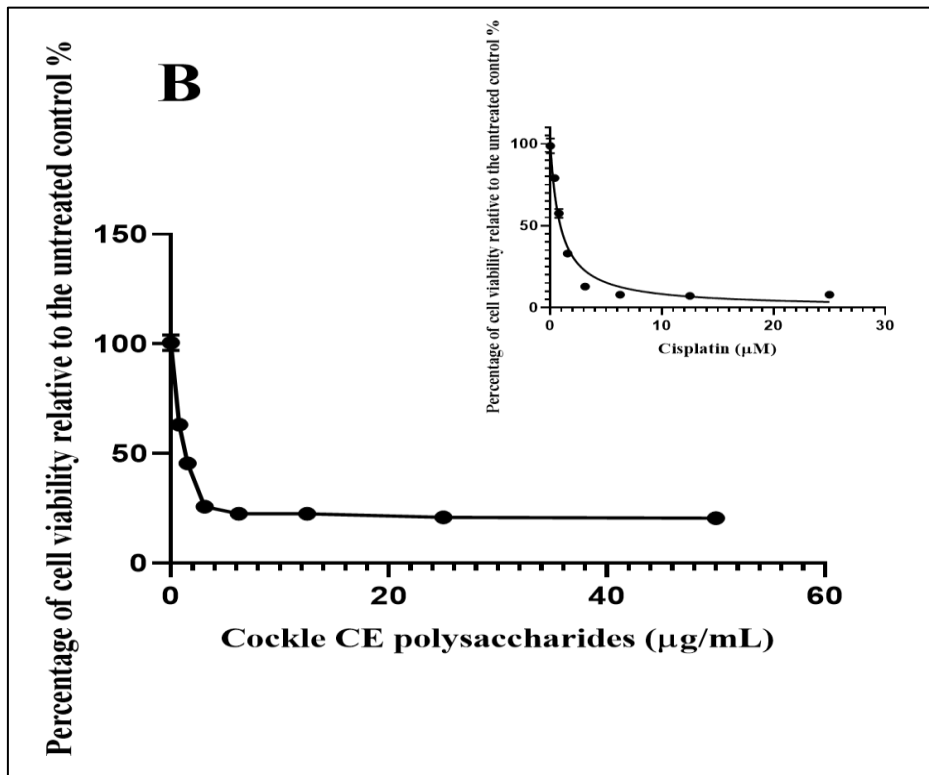 B
Percentage of cell viability relative to the untreated control %
150
100
50
0
0 20 40 60
Cockle CE polysaccharides (μg/mL)
Percentage of cell viability relative to the untreated control %
100
50
0
0 10 20 30
Cisplatin (μM)